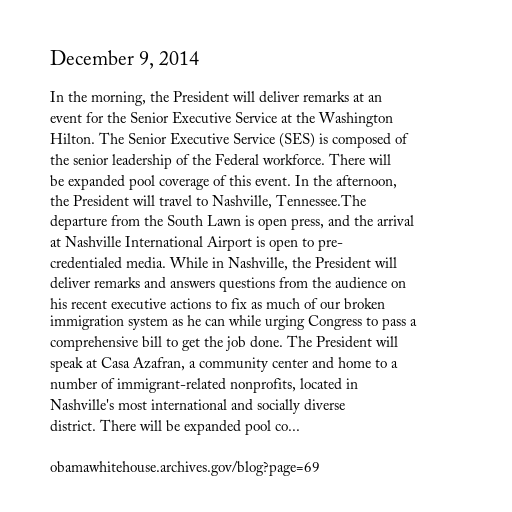 December 9, 2014
In the morning, the President will deliver remarks at an
event for the Senior Executive Service at the Washington
Hilton. The Senior Executive Service (SES) is composed of
the senior leadership of the Federal workforce. There will
be expanded pool coverage of this event. In the afternoon,
the President will travel to Nashville, Tennessee.The
departure from the South Lawn is open press, and the arrival
at Nashville International Airport is open to pre-
credentialed media. While in Nashville, the President will
deliver remarks and answers questions from the audience on
his recent executive actions to fix as much of our broken
immigration system as he can while urging Congress to pass a
comprehensive bill to get the job done. The President will
speak at Casa Azafran, a community center and home to a
number of immigrant-related nonprofits, located in
Nashville's most international and socially diverse
district. There will be expanded pool co...
obamawhitehouse.archives.gov/blog?page=69